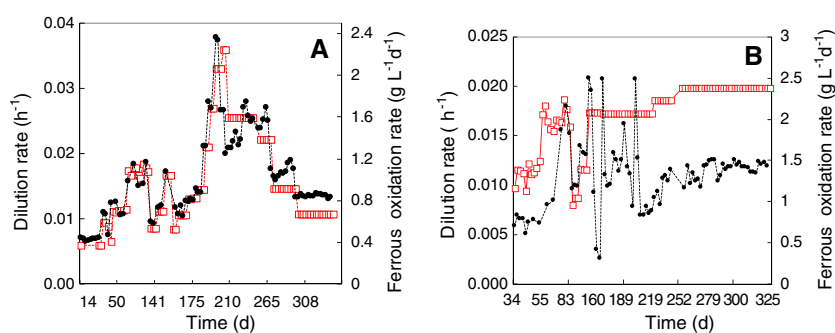 A
Dilution rate (h⁻¹)
0.04
0.03
0.02
0.01
0.00
2.4
2
1.6
1.2
0.8
0.4
0
Ferrous oxidation rate (g L⁻¹d⁻¹)
14 50 141 175 210 265 308
Time (d)
B
Dilution rate ( h⁻¹)
0.025
0.020
0.015
0.010
0.005
0.000
3
2.5
2
1.5
1
0.5
0
Ferrous oxidation rate (g L⁻¹d⁻¹)
34 55 83 160 189 219 252 279 300 325
Time (d)